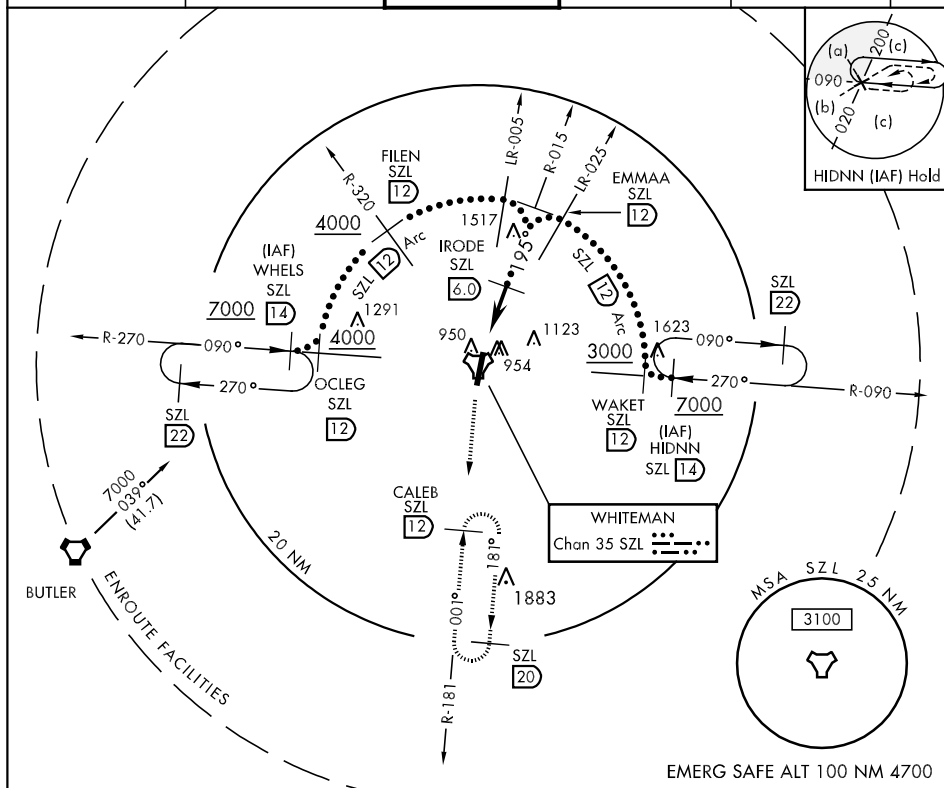 (a)
(c)
200
090
(b)
020
(c)
HIDNN (IAF) Hold
LR-005
R-015
LR-025
FILEN
SZL
12
R-320
EMMAA
SZL
12
4000
1517
SZL 12 Arc
IRODE
SZL
6.0
195°
SZL 12 Arc
(IAF)
WHELS
SZL
14
7000
1291
SZL
22
1123
1623
R-270
090°
4000
950
954
3000
090°
270°
OCLEG
SZL
12
270°
R-090
7000
WAKET
SZL
12
(IAF)
HIDNN
SZL 14
SZL
22
7000
039°
(41.7)
BUTLER
CALEB
SZL
12
WHITEMAN
Chan 35 SZL
20 NM
181°
001°
1883
ENROUTE FACILITIES
SZL
20
R-181
MSA SZL 25 NM
3100
EMERG SAFE ALT 100 NM 4700